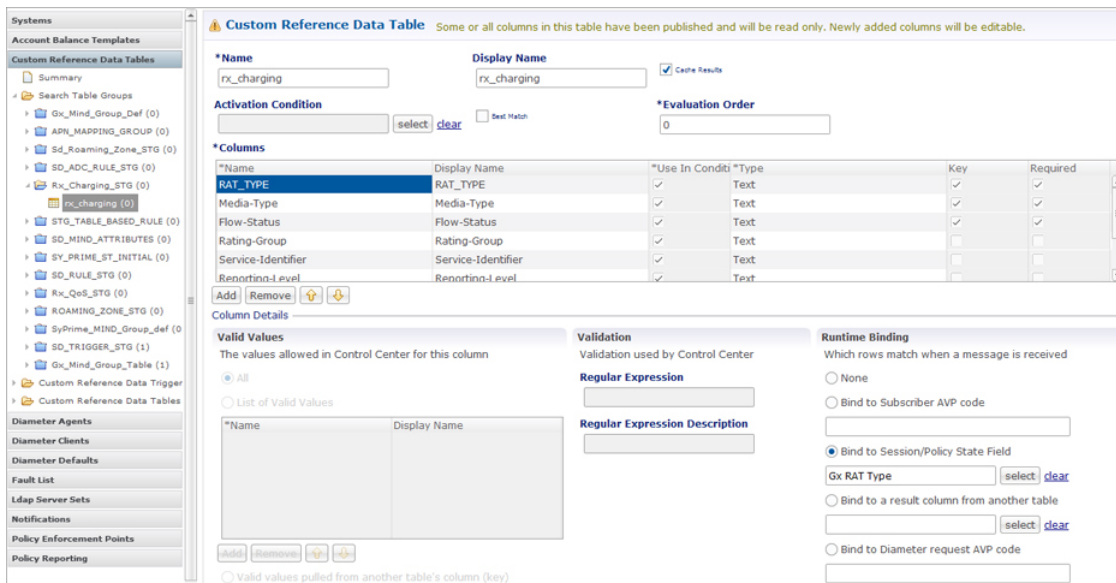 Systems
Account Balance Templates
Custom Reference Data Tables
Summary
Search Table Groups
Gx_Mind_Group_Def (0)
APN_MAPPING_GROUP (0)
Sd_Roaming_Zone_STG (0)
SD_ADC_RULE_STG (0)
Rx_Charging_STG (0)
rx_charging (0)
STG_TABLE_BASED_RULE (0)
SD_MIND_ATTRIBUTES (0)
SY_PRIME_ST_INITIAL (0)
SD_RULE_STG (0)
Rx_QoS_STG (0)
ROAMING_ZONE_STG (0)
SyPrime_MIND_Group_def (0
SD_TRIGGER_STG (1)
Gx_Mind_Group_Table (1)
Custom Reference Data Trigger
Custom Reference Data Tables
Diameter Agents
Diameter Clients
Diameter Defaults
Fault List
Ldap Server Sets
Notifications
Policy Enforcement Points
Policy Reporting
Custom Reference Data Table Some or all columns in this table have been published and will be read only. Newly added columns will be editable.
*Name Display Name
rx_charging rx_charging Cache Results
Activation Condition *Evaluation Order
select clear Best Match 0
*Columns
*Name Display Name *Use In Conditi *Type Key Required
RAT_TYPE RAT_TYPE Text
Media-Type Media-Type Text
Flow-Status Flow-Status Text
Rating-Group Rating-Group Text
Service-Identifier Service-Identifier Text
Reporting-Level Reporting-Level Text
Add Remove
Column Details
Valid Values
The values allowed in Control Center for this column
All
List of Valid Values
*Name Display Name
Add Remove
Valid values pulled from another table's column (key)
Validation
Validation used by Control Center
Regular Expression
Regular Expression Description
Runtime Binding
Which rows match when a message is received
None
Bind to Subscriber AVP code
Bind to Session/Policy State Field
Gx RAT Type select clear
Bind to a result column from another table
select clear
Bind to Diameter request AVP code